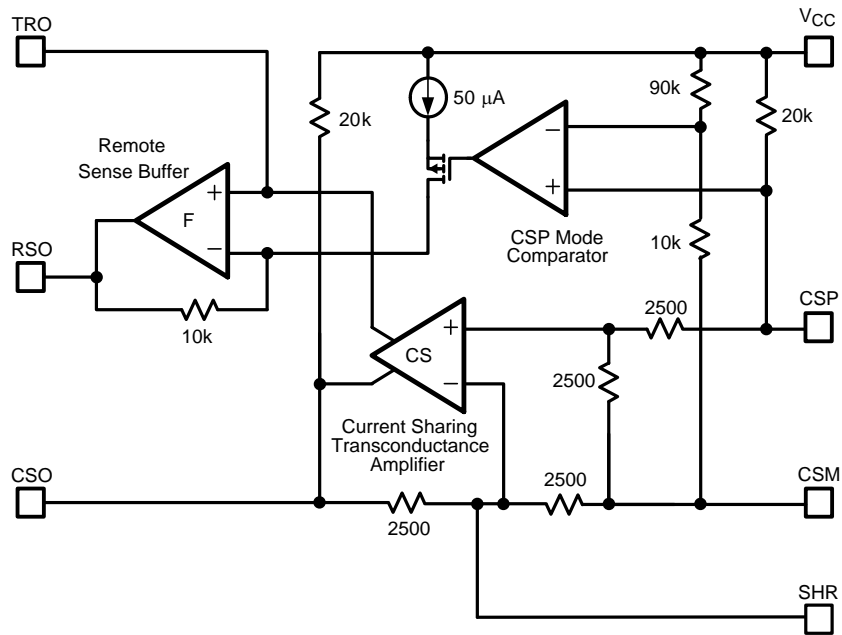 TRO
V_CC
50 μA
90k
20k
20k
Remote
Sense Buffer
−
+
+
F
−
RSO
CSP Mode
Comparator
10k
10k
2500
CSP
+
CS
−
2500
Current Sharing
Transconductance
Amplifier
CSO
2500
2500
CSM
SHR